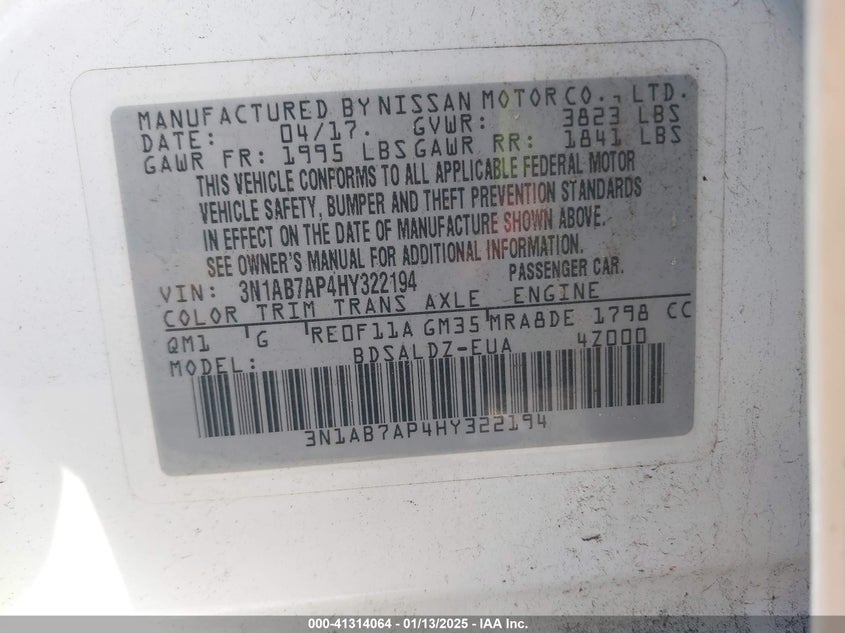 MANUFACTURED BY NISSAN MOTOR CO., LTD.
DATE: 04/17. GVWR: 3823 LBS
GAWR FR: 1995 LBS GAWR RR: 1841 LBS
THIS VEHICLE CONFORMS TO ALL APPLICABLE FEDERAL MOTOR
VEHICLE SAFETY, BUMPER AND THEFT PREVENTION STANDARDS
IN EFFECT ON THE DATE OF MANUFACTURE SHOWN ABOVE.
SEE OWNER'S MANUAL FOR ADDITIONAL INFORMATION.
VIN: 3N1AB7AP4HY322194 PASSENGER CAR.
COLOR TRIM TRANS AXLE ENGINE
QM1 G RE0F11A GM35 MRA8DE 1798 CC
MODEL: BDSALDZ-EUA 4Z000
3N1AB7AP4HY322194
000-41314064 — 01/13/2025 — IAA Inc.